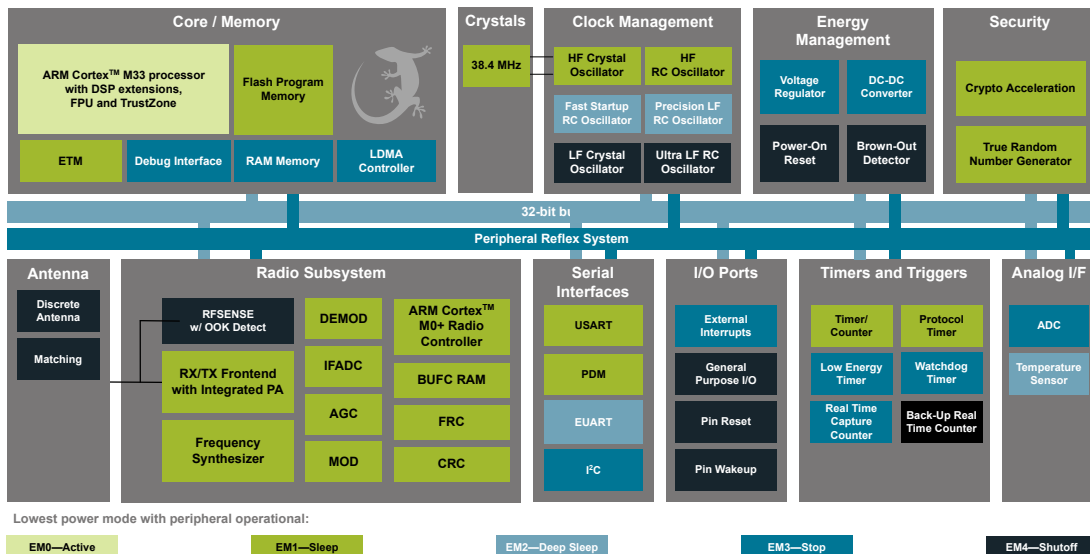 Core / Memory
ARM Cortex™ M33 processor
with DSP extensions,
FPU and TrustZone
Flash Program
Memory
ETM
Debug Interface
RAM Memory
LDMA
Controller
Crystals
38.4 MHz
Clock Management
HF Crystal
Oscillator
HF
RC Oscillator
Fast Startup
RC Oscillator
Precision LF
RC Oscillator
LF Crystal
Oscillator
Ultra LF RC
Oscillator
Energy
Management
Voltage
Regulator
DC-DC
Converter
Power-On
Reset
Brown-Out
Detector
Security
Crypto Acceleration
True Random
Number Generator
32-bit bu
Peripheral Reflex System
Antenna
Discrete
Antenna
Matching
Radio Subsystem
RFSENSE
w/ OOK Detect
RX/TX Frontend
with Integrated PA
Frequency
Synthesizer
DEMOD
IFADC
AGC
MOD
ARM Cortex™
M0+ Radio
Controller
BUFC RAM
FRC
CRC
Serial
Interfaces
USART
PDM
EUART
I²C
I/O Ports
External
Interrupts
General
Purpose I/O
Pin Reset
Pin Wakeup
Timers and Triggers
Timer/
Counter
Protocol
Timer
Low Energy
Timer
Watchdog
Timer
Real Time
Capture
Counter
Back-Up Real
Time Counter
Analog I/F
ADC
Temperature
Sensor
Lowest power mode with peripheral operational:
EM0—Active
EM1—Sleep
EM2—Deep Sleep
EM3—Stop
EM4—Shutoff